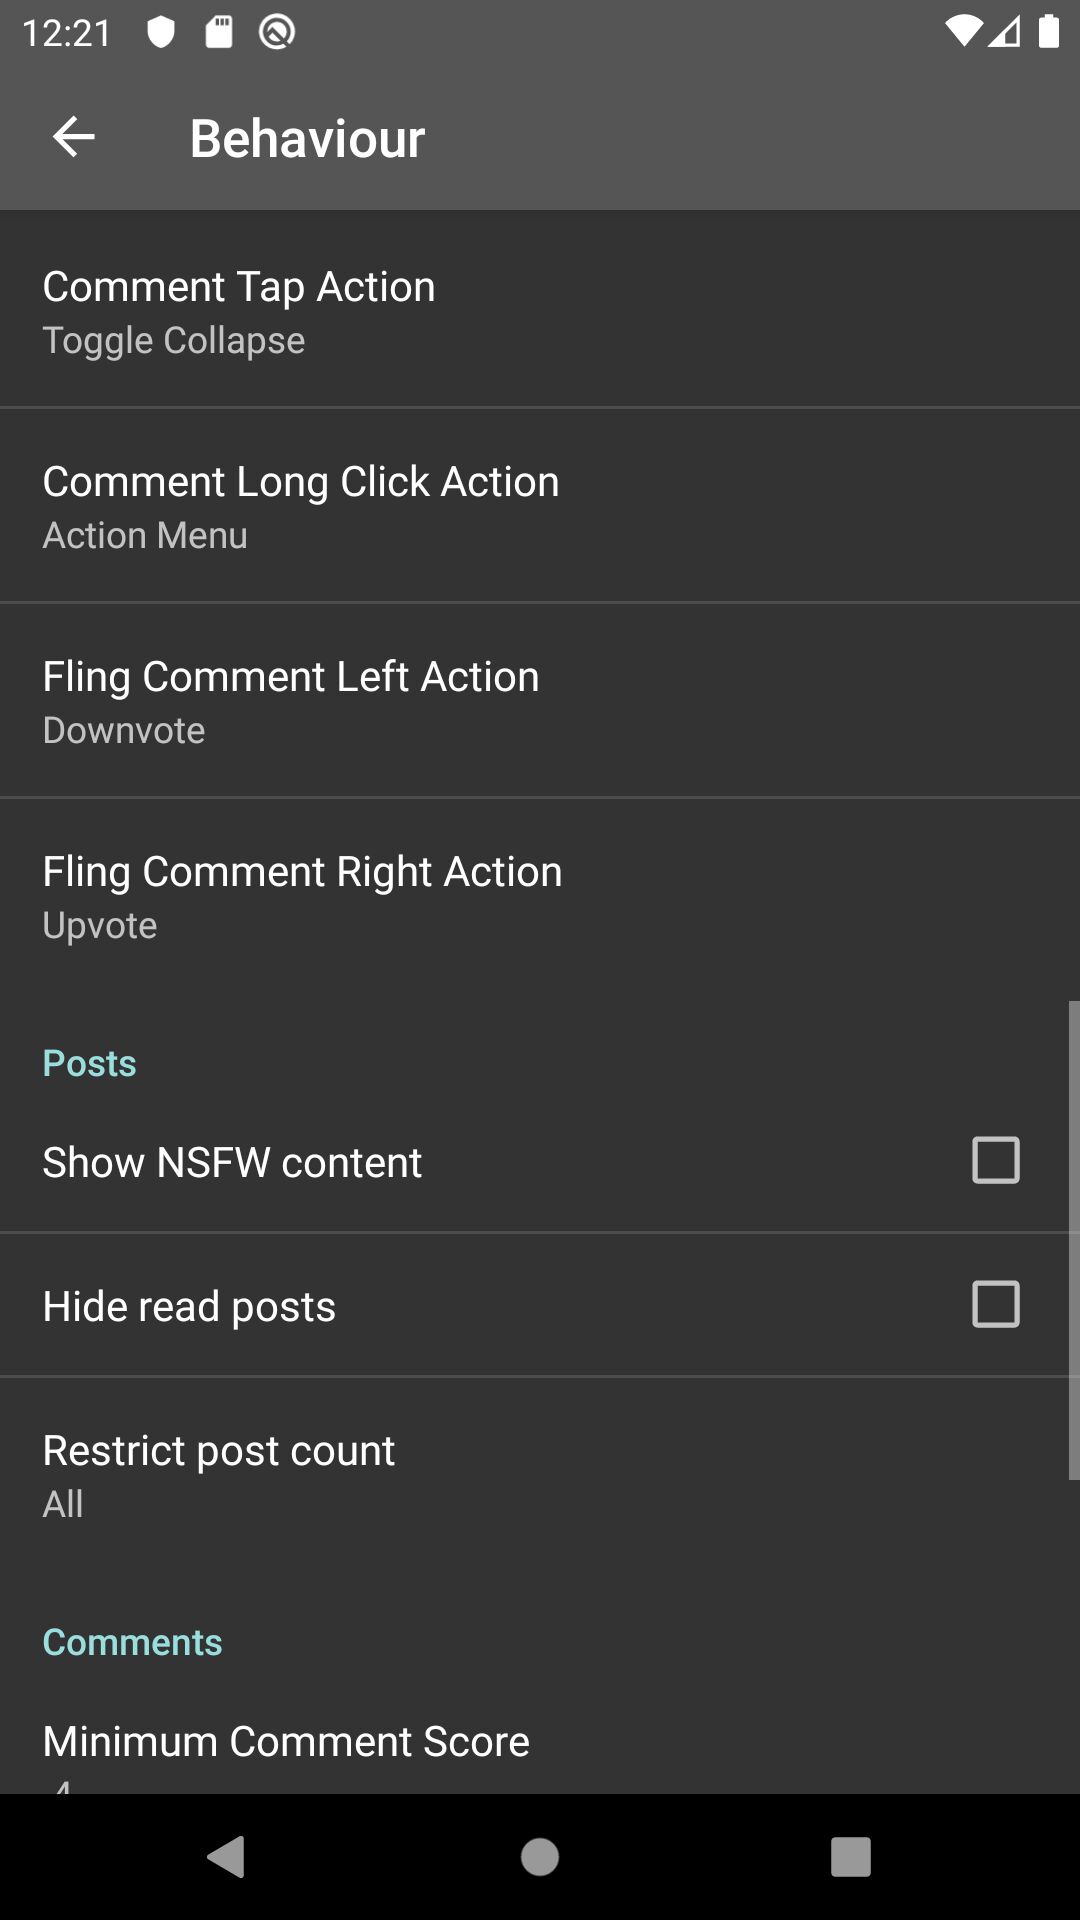 12:21
Behaviour
Comment Tap Action
Toggle Collapse
Comment Long Click Action
Action Menu
Fling Comment Left Action
Downvote
Fling Comment Right Action
Upvote
Posts
Show NSFW content
Hide read posts
Restrict post count
All
Comments
Minimum Comment Score